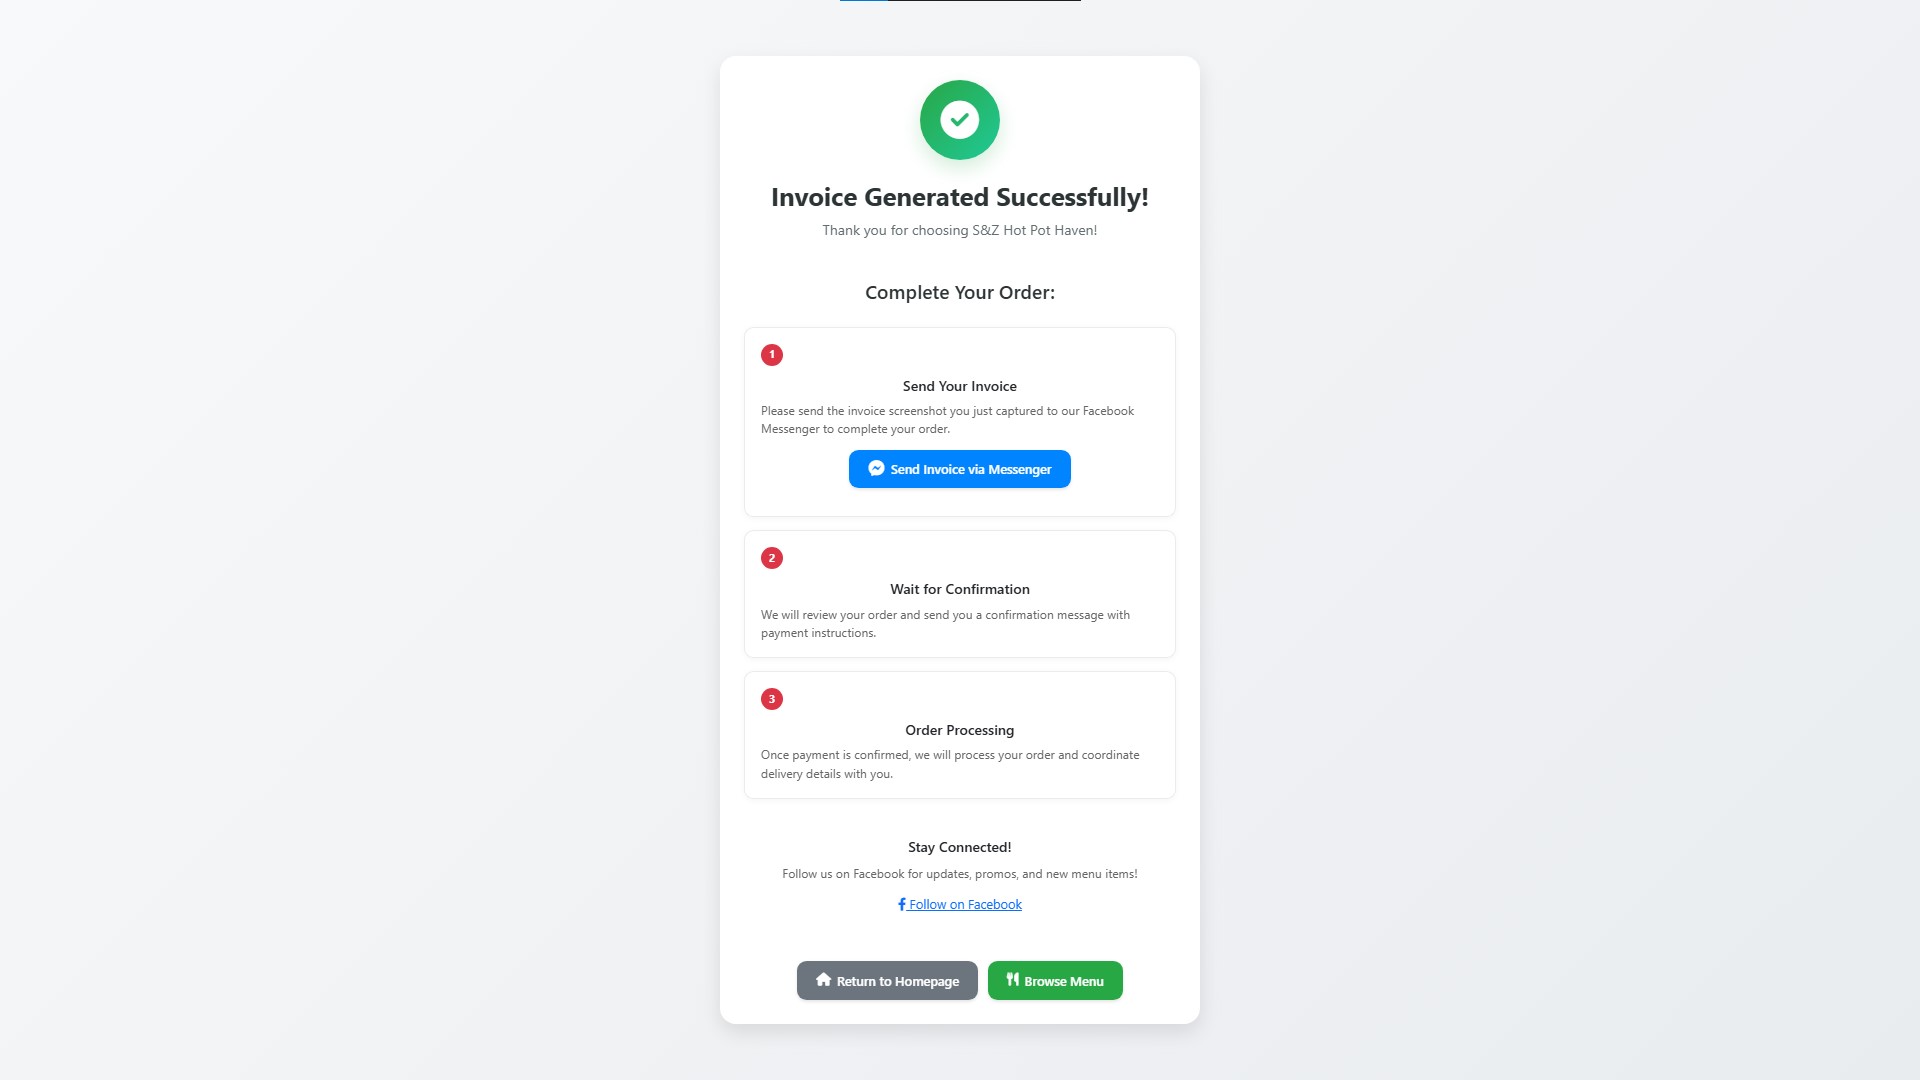 Invoice Generated Successfully!
Thank you for choosing S&Z Hot Pot Haven!
Complete Your Order:
1
Send Your Invoice
Please send the invoice screenshot you just captured to our Facebook
Messenger to complete your order.
Send Invoice via Messenger
2
Wait for Confirmation
We will review your order and send you a confirmation message with
payment instructions.
3
Order Processing
Once payment is confirmed, we will process your order and coordinate
delivery details with you.
Stay Connected!
Follow us on Facebook for updates, promos, and new menu items!
Follow on Facebook
Return to Homepage
Browse Menu